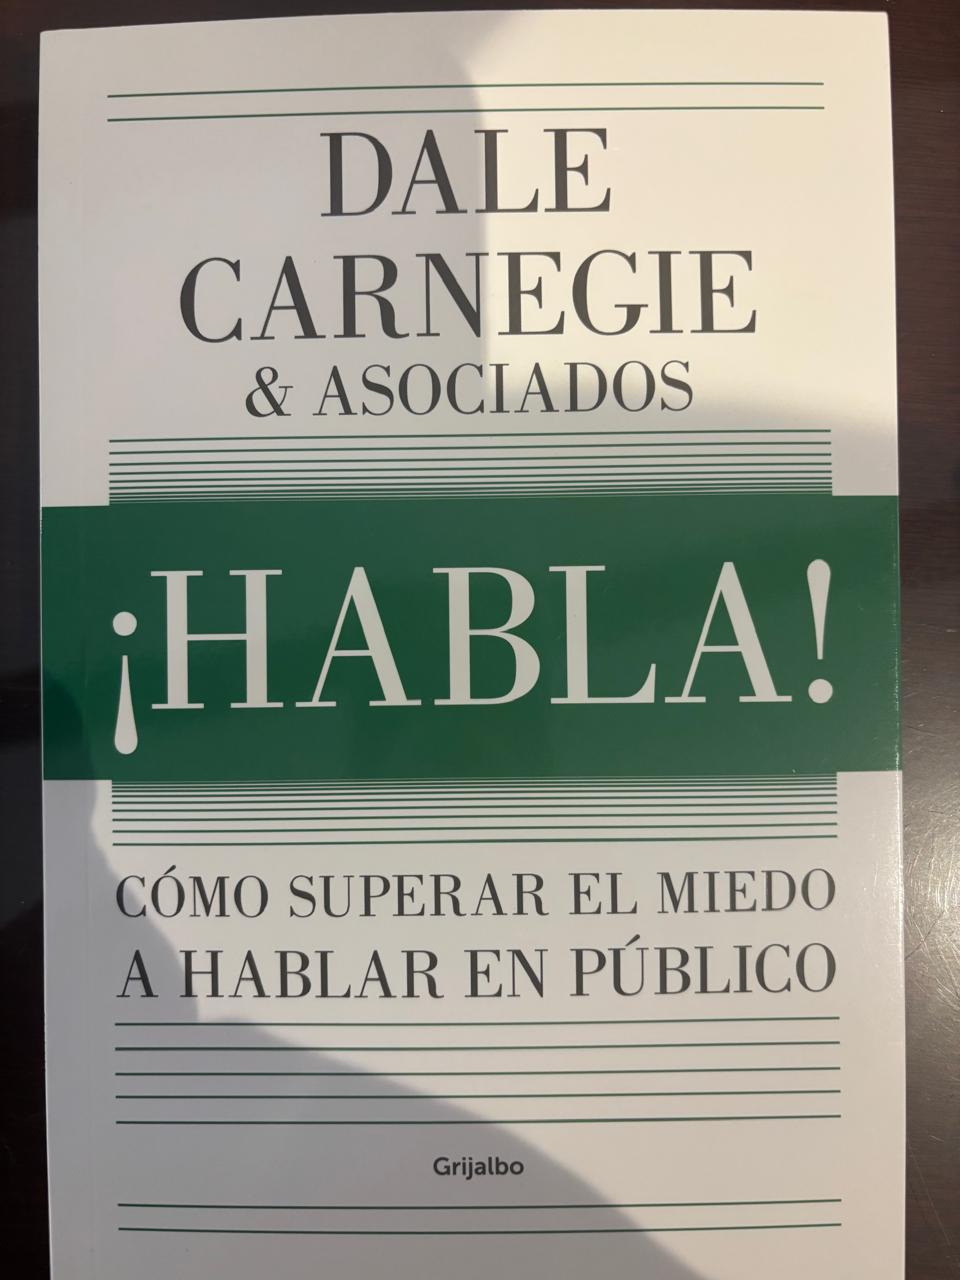 DALE
CARNEGIE
& ASOCIADOS
¡HABLA!
CÓMO SUPERAR EL MIEDO
A HABLAR EN PÚBLICO
Grijalbo